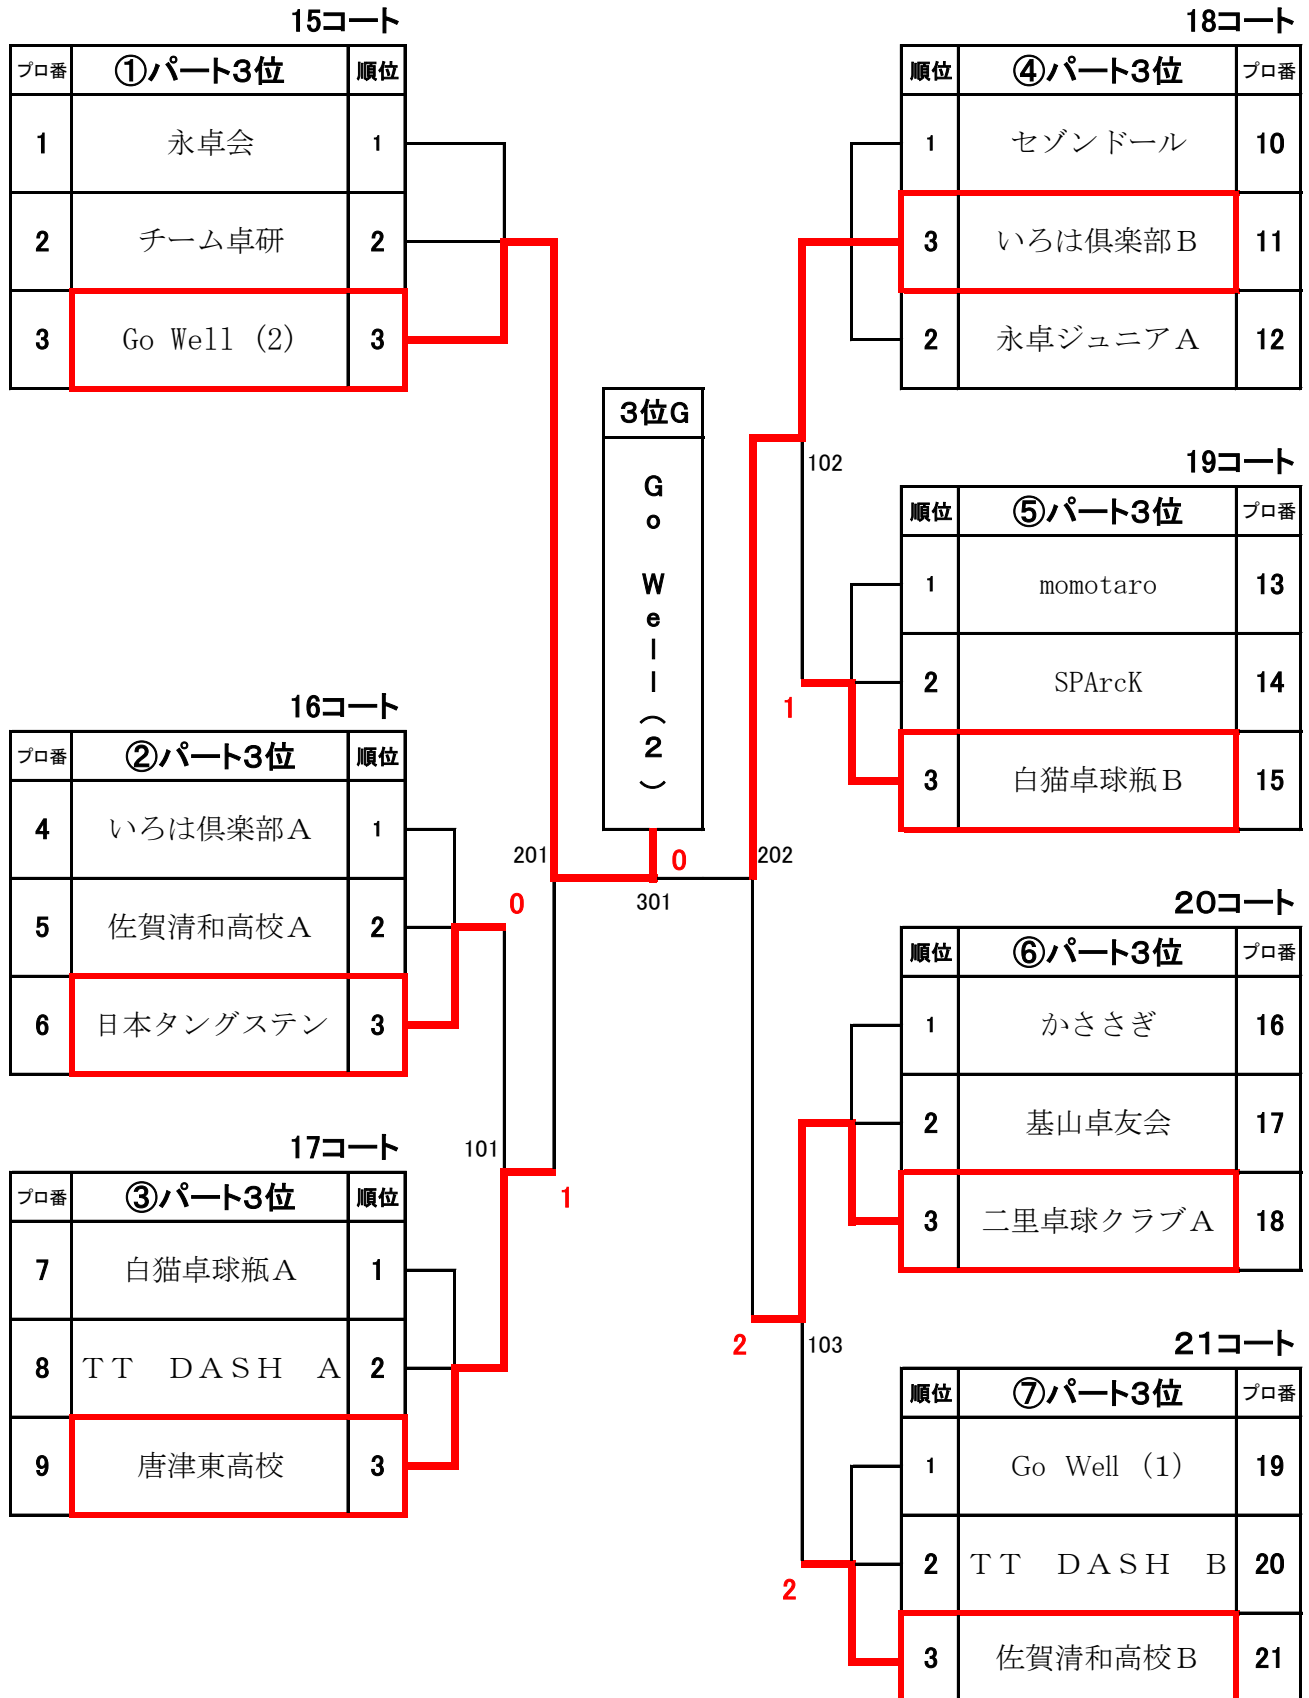 15コート
プロ番 ①パート3位 順位
1 永卓会 1
2 チーム卓研 2
3 Go Well (2) 3
16コート
プロ番 ②パート3位 順位
4 いろは倶楽部A 1
5 佐賀清和高校A 2
6 日本タングステン 3
17コート
プロ番 ③パート3位 順位
7 白猫卓球瓶A 1
8 TT DASH A 2
9 唐津東高校 3
201
0
101
1
3位G
Go Well (2)
0
301
18コート
順位 ④パート3位 プロ番
1 セゾンドール 10
3 いろは倶楽部B 11
2 永卓ジュニアA 12
102
19コート
順位 ⑤パート3位 プロ番
1 momotaro 13
2 SPArcK 14
3 白猫卓球瓶B 15
1
202
20コート
順位 ⑥パート3位 プロ番
1 かささぎ 16
2 基山卓友会 17
3 二里卓球クラブA 18
2
103
21コート
順位 ⑦パート3位 プロ番
1 Go Well (1) 19
2 TT DASH B 20
3 佐賀清和高校B 21
2